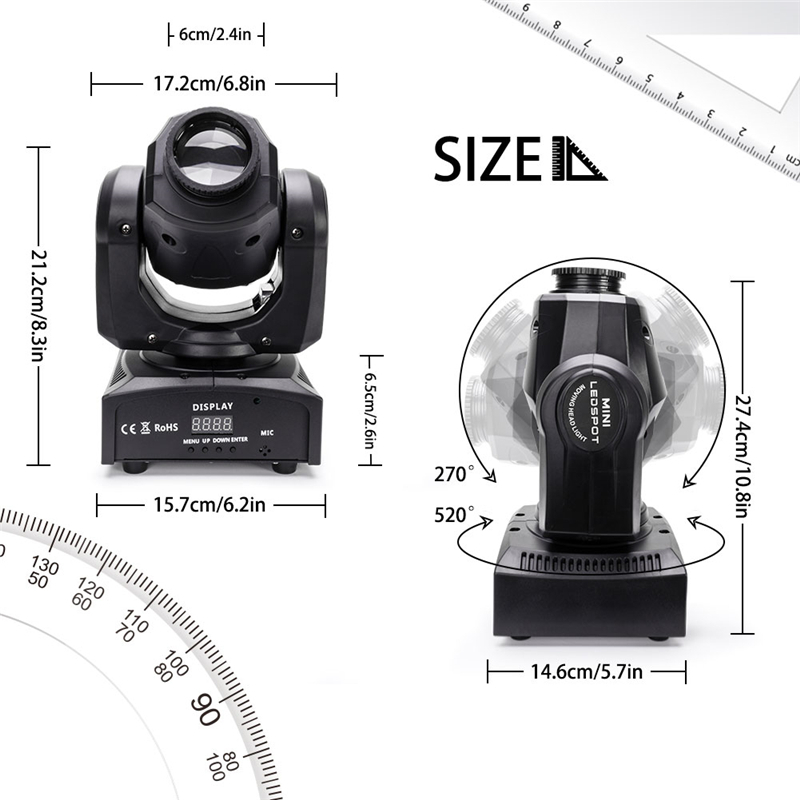 6cm/2.4in
17.2cm/6.8in
SIZE
21.2cm/8.3in
6.5cm/2.6in
DISPLAY
CE RoHS
8.8.8.8.
MENU UP DOWN ENTER
MIC
15.7cm/6.2in
MINI
LEDSPOT
MOVING HEAD LIGHT
270°
520°
27.4cm/10.8in
14.6cm/5.7in
9
8
7
6
5
4
3
2
1
cm
0
130
50
120
60
110
70
100
80
90
80
100